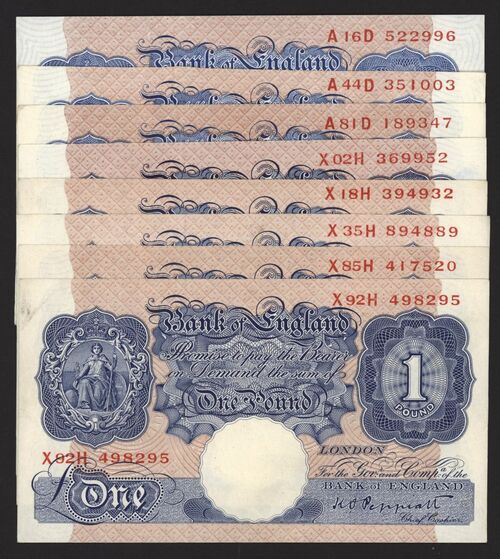 A16D 522996
Bank of England
A44D 351003
A81D 189347
X02H 369952
X18H 394932
X35H 894889
X85H 417520
X92H 498295
Bank of England
Promise to pay the Bearer
on Demand the sum of
One Pound
1
POUND
X92H 498295
LONDON
For the Gov.r and Comp.a of the
BANK OF ENGLAND
K O Peppiatt
Chief Cashier
One